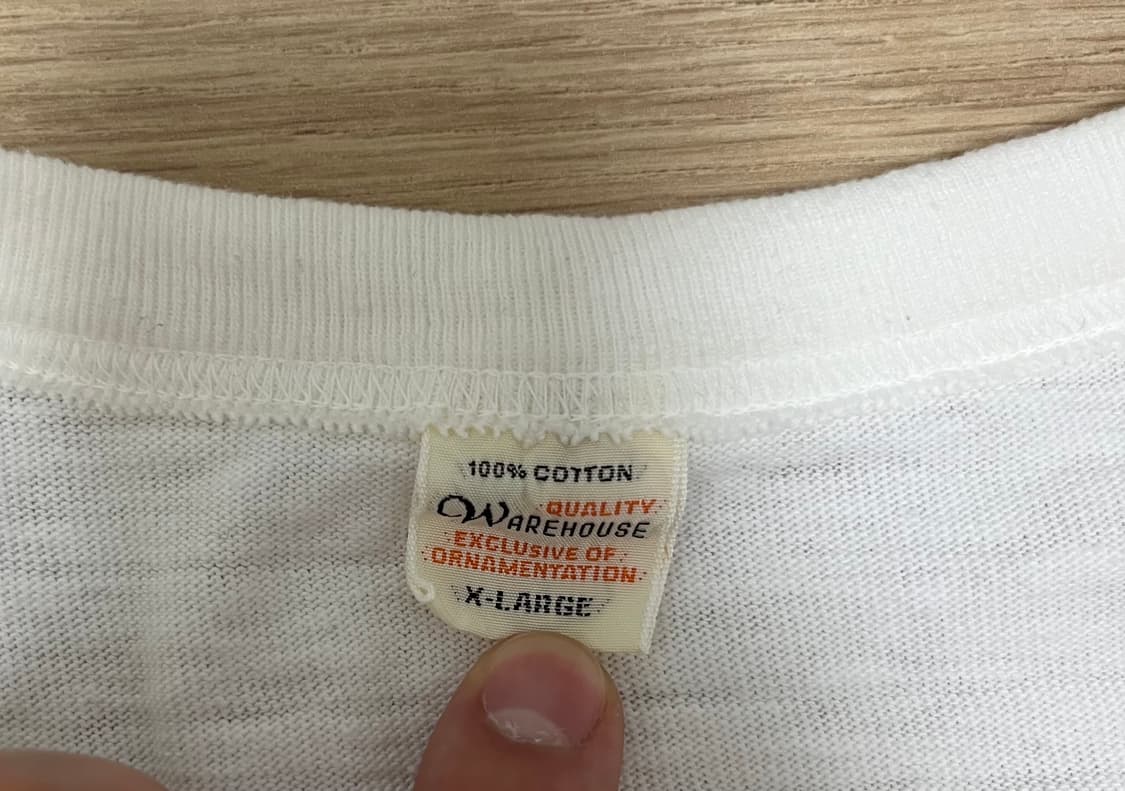 100% COTTON
QUALITY
WAREHOUSE
EXCLUSIVE OF
ORNAMENTATION
X-LARGE